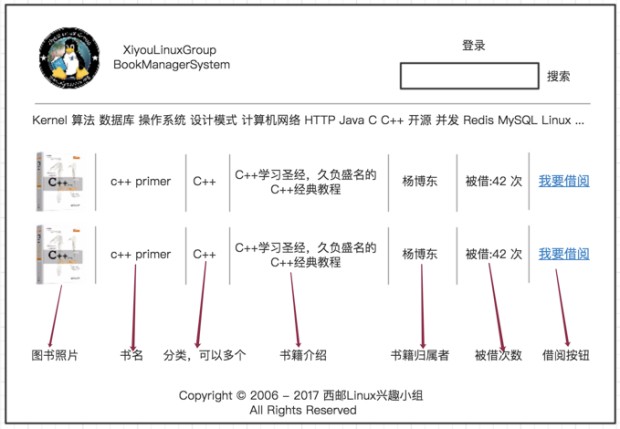 XiyouLinuxGroup
BookManagerSystem
登录
搜索
Kernel 算法 数据库 操作系统 设计模式 计算机网络 HTTP Java C C++ 开源 并发 Redis MySQL Linux ...
C++
c++ primer
C++
C++学习圣经，久负盛名的
C++经典教程
杨博东
被借:42 次
我要借阅
C++
c++ primer
C++
C++学习圣经，久负盛名的
C++经典教程
杨博东
被借:42 次
我要借阅
图书照片
书名
分类，可以多个
书籍介绍
书籍归属者
被借次数
借阅按钮
Copyright © 2006 – 2017 西邮Linux兴趣小组
All Rights Reserved